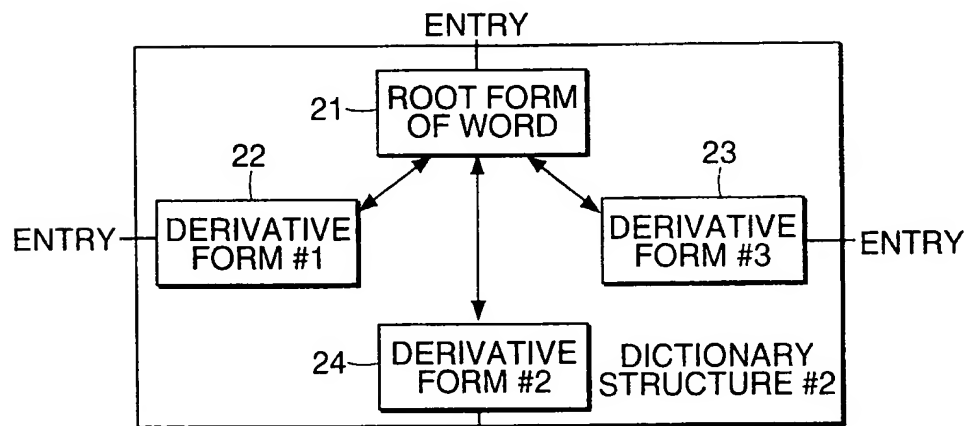 ENTRY
21
ROOT FORM
OF WORD
22
23
ENTRY
DERIVATIVE
FORM #1
DERIVATIVE
FORM #3
ENTRY
24
DERIVATIVE
FORM #2
DICTIONARY
STRUCTURE #2